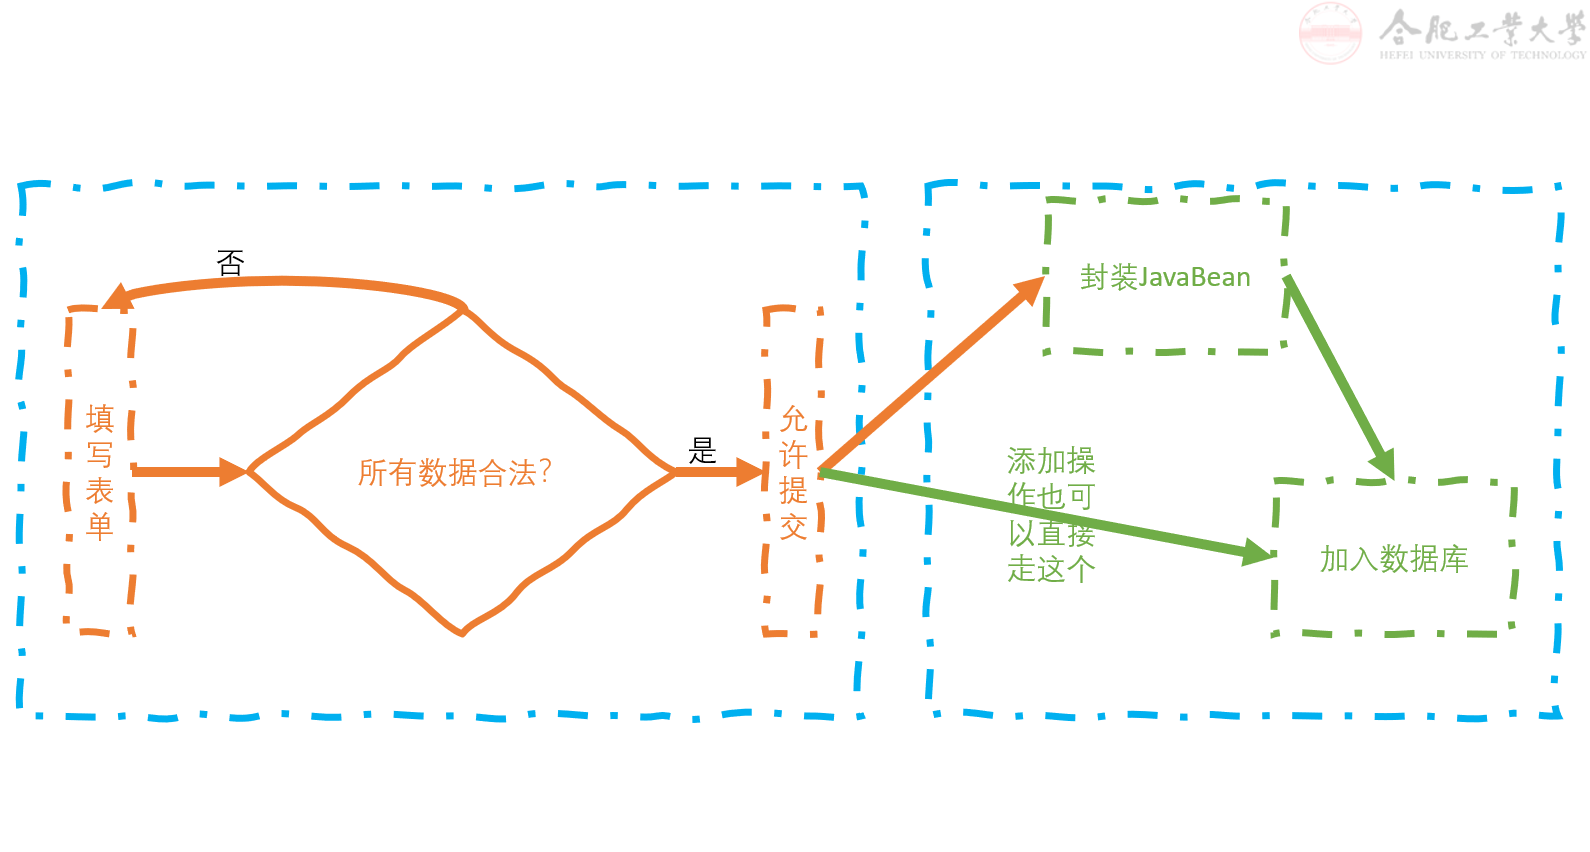 合肥工业大学
HEFEI UNIVERSITY OF TECHNOLOGY
否
填
写
表
单
所有数据合法?
是
允
许
提
交
封装JavaBean
添加操
作也可
以直接
走这个
加入数据库